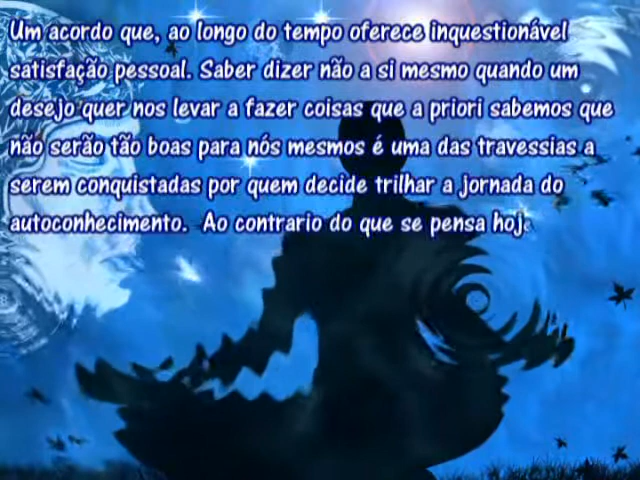 Um acordo que, ao longo do tempo oferece inquestionável
satisfação pessoal. Saber dizer não a si mesmo quando um
desejo quer nos levar a fazer coisas que a priori sabemos que
não serão tão boas para nós mesmos é uma das travessias a
serem conquistadas por quem decide trilhar a jornada do
autoconhecimento. Ao contrario do que se pensa hoj